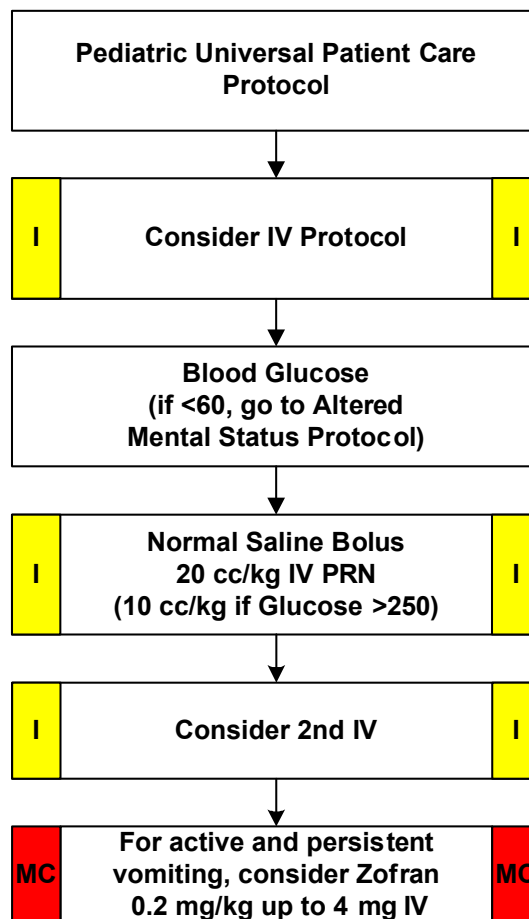 Pediatric Universal Patient Care
Protocol
I Consider IV Protocol I
Blood Glucose
(if <60, go to Altered
Mental Status Protocol)
Normal Saline Bolus
I 20 cc/kg IV PRN I
(10 cc/kg if Glucose >250)
I Consider 2nd IV I
For active and persistent
MC vomiting, consider Zofran MC
0.2 mg/kg up to 4 mg IV